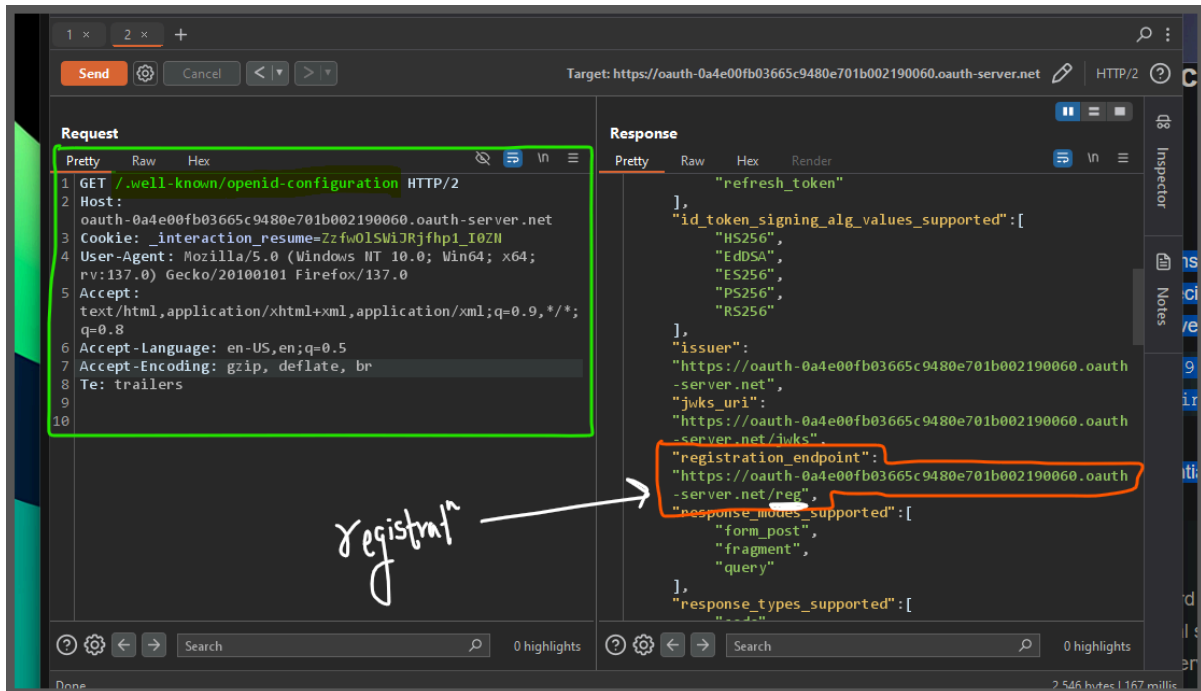 1 × 2 × +
Send Cancel < > Target: https://oauth-0a4e00fb03665c9480e701b002190060.oauth-server.net HTTP/2
Request
Pretty Raw Hex \n
1 GET /.well-known/openid-configuration HTTP/2
2 Host:
oauth-0a4e00fb03665c9480e701b002190060.oauth-server.net
3 Cookie: _interaction_resume=ZzfwOlSWiJRjfhp1_I0ZN
4 User-Agent: Mozilla/5.0 (Windows NT 10.0; Win64; x64;
rv:137.0) Gecko/20100101 Firefox/137.0
5 Accept:
text/html,application/xhtml+xml,application/xml;q=0.9,*/*;
q=0.8
6 Accept-Language: en-US,en;q=0.5
7 Accept-Encoding: gzip, deflate, br
8 Te: trailers
9
10
registratⁿ
Search 0 highlights
Response
Pretty Raw Hex Render \n
"refresh_token"
],
"id_token_signing_alg_values_supported":[
"HS256",
"EdDSA",
"ES256",
"PS256",
"RS256"
],
"issuer":
"https://oauth-0a4e00fb03665c9480e701b002190060.oauth
-server.net",
"jwks_uri":
"https://oauth-0a4e00fb03665c9480e701b002190060.oauth
-server.net/jwks",
"registration_endpoint":
"https://oauth-0a4e00fb03665c9480e701b002190060.oauth
-server.net/reg",
"response_modes_supported":[
"form_post",
"fragment",
"query"
],
"response_types_supported":[
Search 0 highlights
Inspector
Notes
Done 2,546 bytes | 167 millis